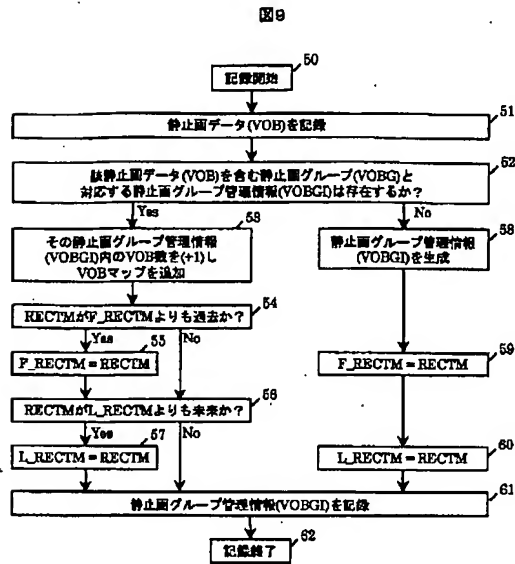 図9
50
記録開始
51
静止画データ(VOB)を記録
52
該静止画データ(VOB)を含む静止画グループ(VOBG)と
対応する静止画グループ管理情報(VOBGI)は存在するか?
Yes
No
53
その静止画グループ管理情報
(VOBGI)内のVOB数を(+1)し
VOBマップを追加
58
静止画グループ管理情報
(VOBGI)を生成
54
RECTMがF_RECTMよりも過去か?
Yes
No
55
F_RECTM = RECTM
59
F_RECTM = RECTM
56
RECTMがL_RECTMよりも未来か?
Yes
No
57
L_RECTM = RECTM
60
L_RECTM = RECTM
61
静止画グループ管理情報(VOBGI)を記録
62
記録終了